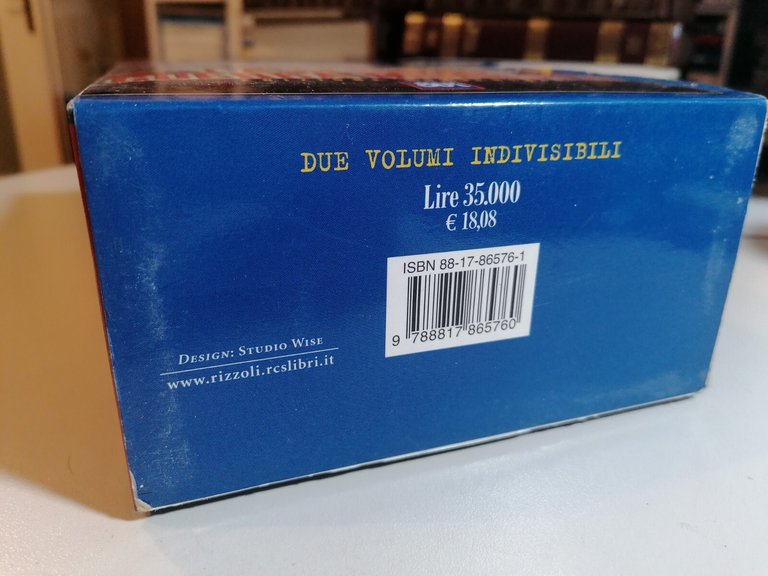 DUE VOLUMI INDIVISIBILI
Lire 35.000
€ 18,08
ISBN 88-17-86576-1
9 788817 865760
DESIGN: STUDIO WISE
www.rizzoli.rcslibri.it